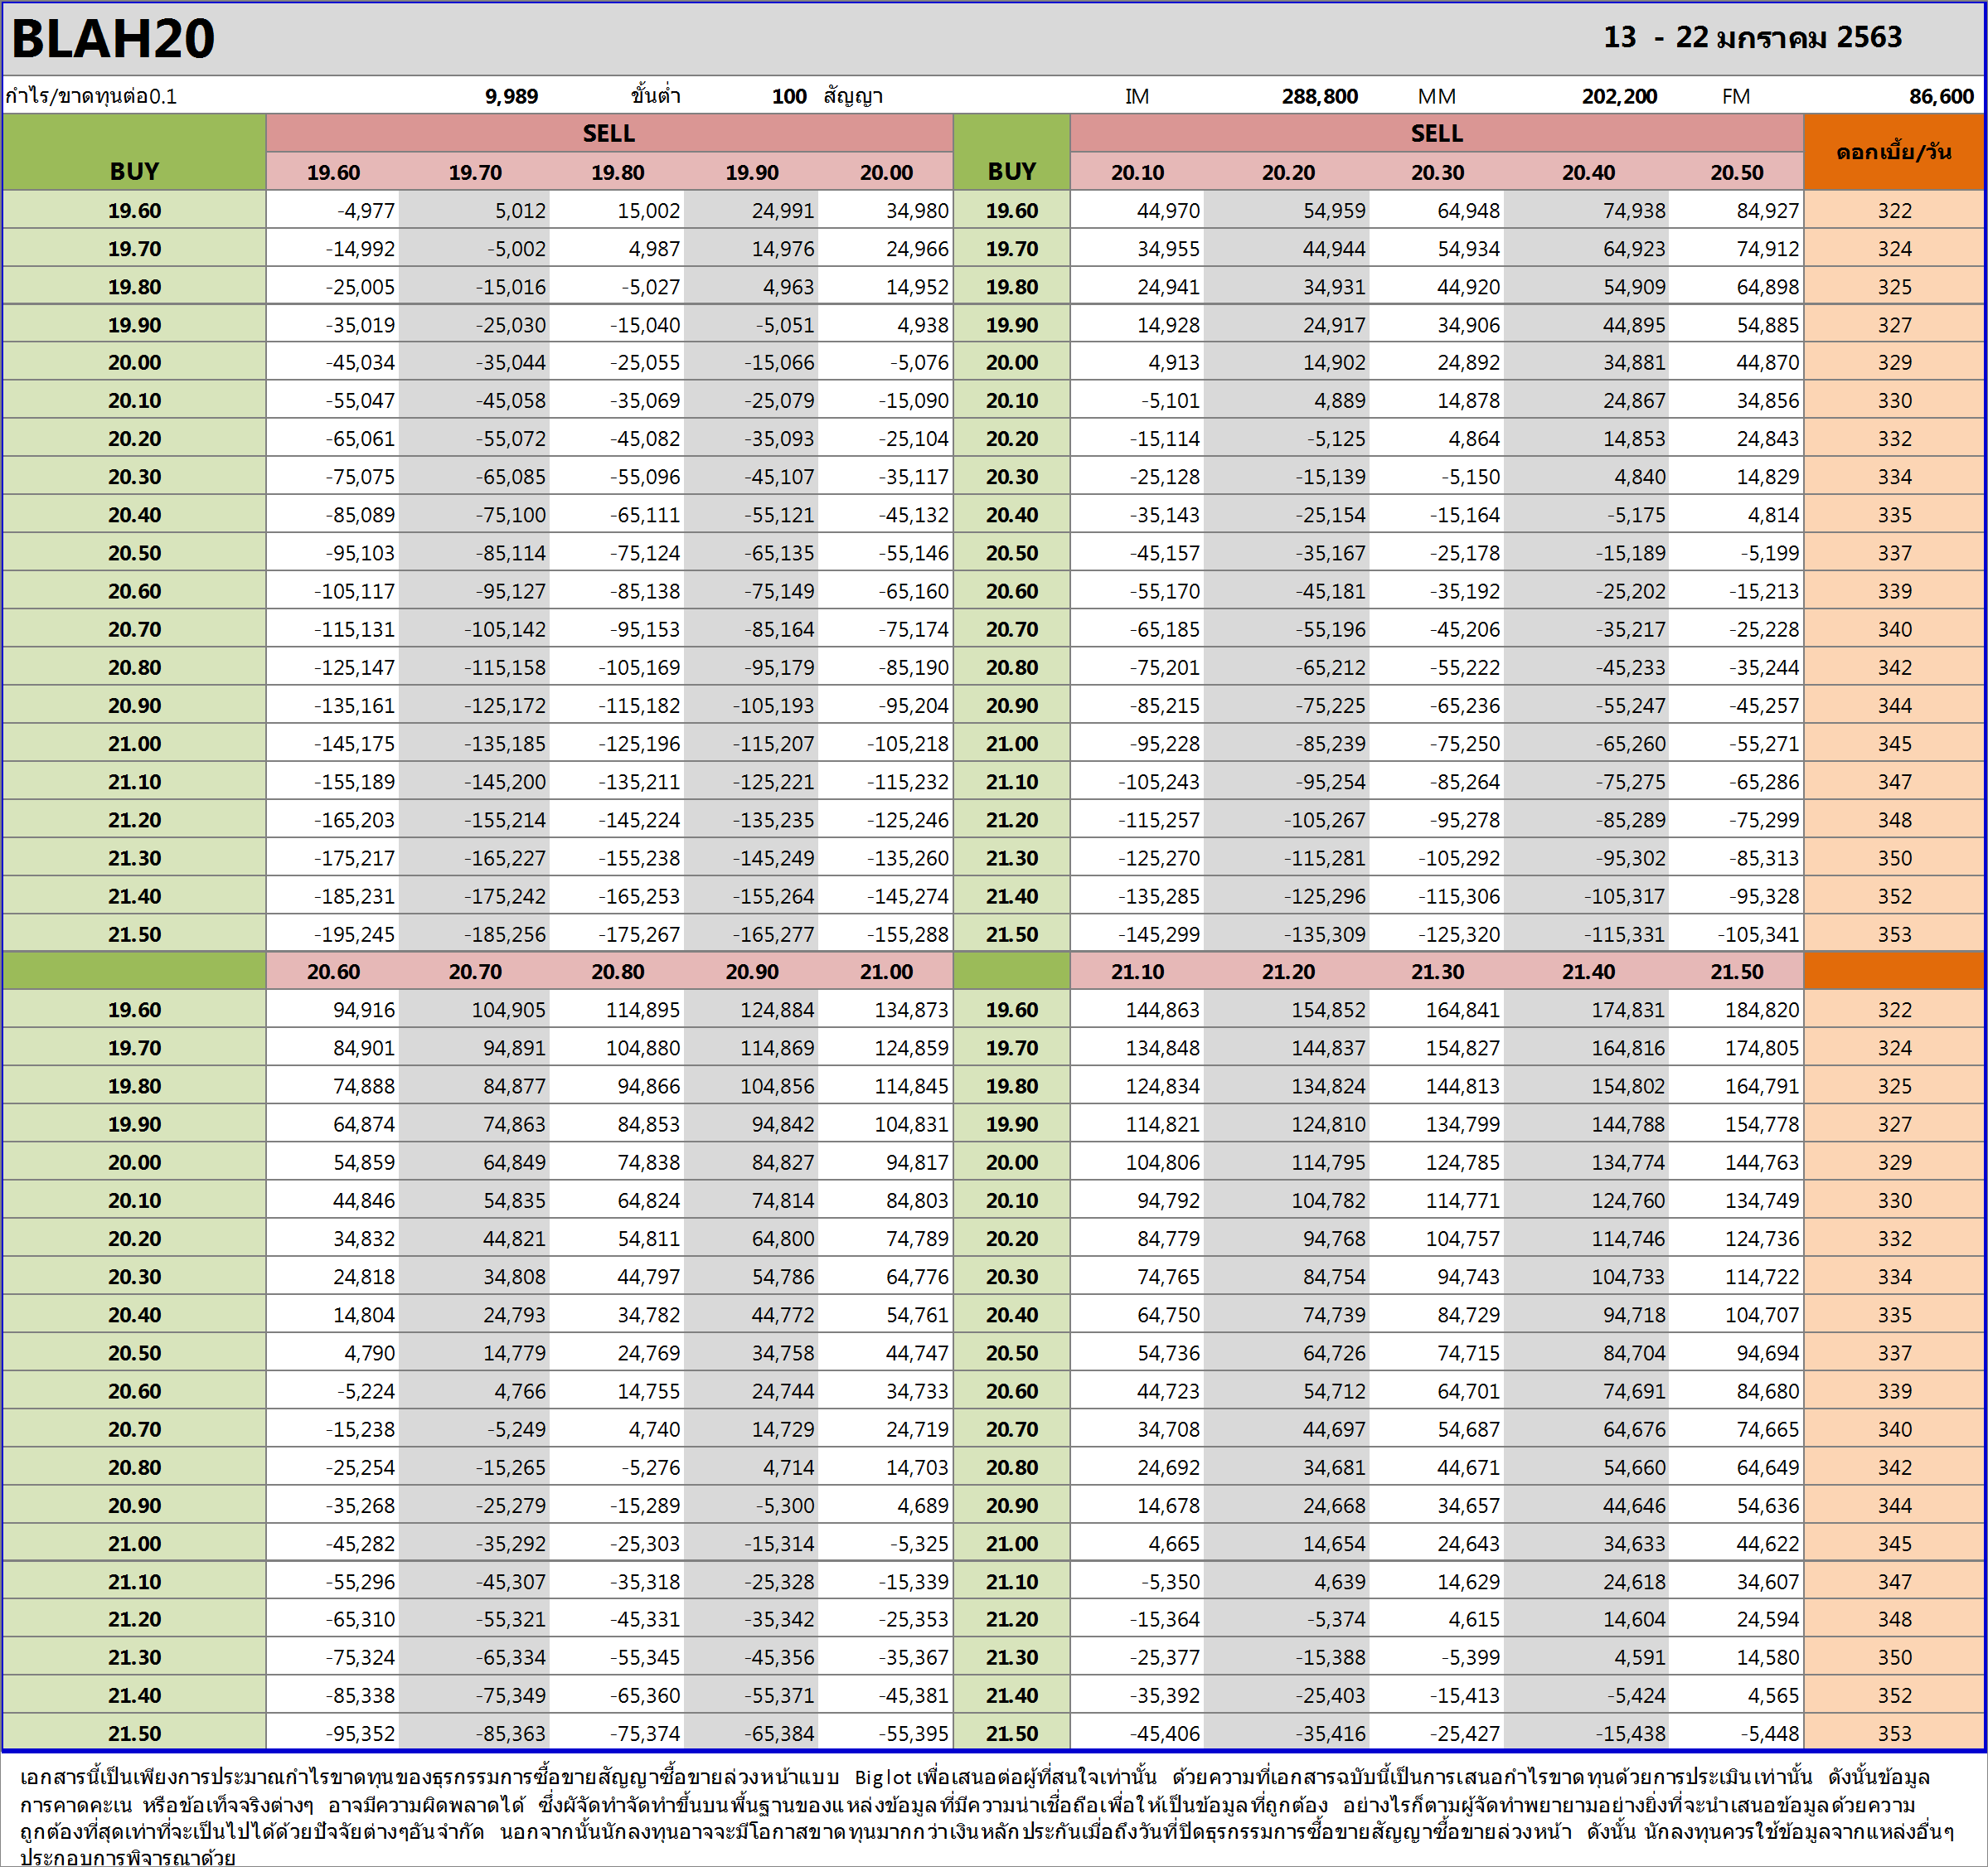 BLAH20 13 - 22 มกราคม 2563
กำไร/ขาดทุนต่อ0.1 9,989 ขั้นต่ำ 100 สัญญา IM 288,800 MM 202,200 FM 86,600
SELL SELL
BUY BUY ดอกเบี้ย/วัน
19.60 19.70 19.80 19.90 20.00 20.10 20.20 20.30 20.40 20.50
19.60 -4,977 5,012 15,002 24,991 34,980 19.60 44,970 54,959 64,948 74,938 84,927 322
19.70 -14,992 -5,002 4,987 14,976 24,966 19.70 34,955 44,944 54,934 64,923 74,912 324
19.80 -25,005 -15,016 -5,027 4,963 14,952 19.80 24,941 34,931 44,920 54,909 64,898 325
19.90 -35,019 -25,030 -15,040 -5,051 4,938 19.90 14,928 24,917 34,906 44,895 54,885 327
20.00 -45,034 -35,044 -25,055 -15,066 -5,076 20.00 4,913 14,902 24,892 34,881 44,870 329
20.10 -55,047 -45,058 -35,069 -25,079 -15,090 20.10 -5,101 4,889 14,878 24,867 34,856 330
20.20 -65,061 -55,072 -45,082 -35,093 -25,104 20.20 -15,114 -5,125 4,864 14,853 24,843 332
20.30 -75,075 -65,085 -55,096 -45,107 -35,117 20.30 -25,128 -15,139 -5,150 4,840 14,829 334
20.40 -85,089 -75,100 -65,111 -55,121 -45,132 20.40 -35,143 -25,154 -15,164 -5,175 4,814 335
20.50 -95,103 -85,114 -75,124 -65,135 -55,146 20.50 -45,157 -35,167 -25,178 -15,189 -5,199 337
20.60 -105,117 -95,127 -85,138 -75,149 -65,160 20.60 -55,170 -45,181 -35,192 -25,202 -15,213 339
20.70 -115,131 -105,142 -95,153 -85,164 -75,174 20.70 -65,185 -55,196 -45,206 -35,217 -25,228 340
20.80 -125,147 -115,158 -105,169 -95,179 -85,190 20.80 -75,201 -65,212 -55,222 -45,233 -35,244 342
20.90 -135,161 -125,172 -115,182 -105,193 -95,204 20.90 -85,215 -75,225 -65,236 -55,247 -45,257 344
21.00 -145,175 -135,185 -125,196 -115,207 -105,218 21.00 -95,228 -85,239 -75,250 -65,260 -55,271 345
21.10 -155,189 -145,200 -135,211 -125,221 -115,232 21.10 -105,243 -95,254 -85,264 -75,275 -65,286 347
21.20 -165,203 -155,214 -145,224 -135,235 -125,246 21.20 -115,257 -105,267 -95,278 -85,289 -75,299 348
21.30 -175,217 -165,227 -155,238 -145,249 -135,260 21.30 -125,270 -115,281 -105,292 -95,302 -85,313 350
21.40 -185,231 -175,242 -165,253 -155,264 -145,274 21.40 -135,285 -125,296 -115,306 -105,317 -95,328 352
21.50 -195,245 -185,256 -175,267 -165,277 -155,288 21.50 -145,299 -135,309 -125,320 -115,331 -105,341 353
20.60 20.70 20.80 20.90 21.00 21.10 21.20 21.30 21.40 21.50
19.60 94,916 104,905 114,895 124,884 134,873 19.60 144,863 154,852 164,841 174,831 184,820 322
19.70 84,901 94,891 104,880 114,869 124,859 19.70 134,848 144,837 154,827 164,816 174,805 324
19.80 74,888 84,877 94,866 104,856 114,845 19.80 124,834 134,824 144,813 154,802 164,791 325
19.90 64,874 74,863 84,853 94,842 104,831 19.90 114,821 124,810 134,799 144,788 154,778 327
20.00 54,859 64,849 74,838 84,827 94,817 20.00 104,806 114,795 124,785 134,774 144,763 329
20.10 44,846 54,835 64,824 74,814 84,803 20.10 94,792 104,782 114,771 124,760 134,749 330
20.20 34,832 44,821 54,811 64,800 74,789 20.20 84,779 94,768 104,757 114,746 124,736 332
20.30 24,818 34,808 44,797 54,786 64,776 20.30 74,765 84,754 94,743 104,733 114,722 334
20.40 14,804 24,793 34,782 44,772 54,761 20.40 64,750 74,739 84,729 94,718 104,707 335
20.50 4,790 14,779 24,769 34,758 44,747 20.50 54,736 64,726 74,715 84,704 94,694 337
20.60 -5,224 4,766 14,755 24,744 34,733 20.60 44,723 54,712 64,701 74,691 84,680 339
20.70 -15,238 -5,249 4,740 14,729 24,719 20.70 34,708 44,697 54,687 64,676 74,665 340
20.80 -25,254 -15,265 -5,276 4,714 14,703 20.80 24,692 34,681 44,671 54,660 64,649 342
20.90 -35,268 -25,279 -15,289 -5,300 4,689 20.90 14,678 24,668 34,657 44,646 54,636 344
21.00 -45,282 -35,292 -25,303 -15,314 -5,325 21.00 4,665 14,654 24,643 34,633 44,622 345
21.10 -55,296 -45,307 -35,318 -25,328 -15,339 21.10 -5,350 4,639 14,629 24,618 34,607 347
21.20 -65,310 -55,321 -45,331 -35,342 -25,353 21.20 -15,364 -5,374 4,615 14,604 24,594 348
21.30 -75,324 -65,334 -55,345 -45,356 -35,367 21.30 -25,377 -15,388 -5,399 4,591 14,580 350
21.40 -85,338 -75,349 -65,360 -55,371 -45,381 21.40 -35,392 -25,403 -15,413 -5,424 4,565 352
21.50 -95,352 -85,363 -75,374 -65,384 -55,395 21.50 -45,406 -35,416 -25,427 -15,438 -5,448 353
เอกสารนี้เป็นเพียงการประมาณกำไรขาดทุนของธุรกรรมการซื้อขายสัญญาซื้อขายล่วงหน้าแบบ Biglot เพื่อเสนอต่อผู้ที่สนใจเท่านั้น ด้วยความที่เอกสารฉบับนี้เป็นการเสนอกำไรขาดทุนด้วยการประเมินเท่านั้น ดังนั้นข้อมูล
การคาดคะเน หรือข้อเท็จจริงต่างๆ อาจมีความผิดพลาดได้ ซึ่งผู้จัดทำจัดทำขึ้นบนพื้นฐานของแหล่งข้อมูลที่มีความน่าเชื่อถือเพื่อให้เป็นข้อมูลที่ถูกต้อง อย่างไรก็ตามผู้จัดทำพยายามอย่างยิ่งที่จะนำเสนอข้อมูลด้วยความ
ถูกต้องที่สุดเท่าที่จะเป็นไปได้ด้วยปัจจัยต่างๆอันจำกัด นอกจากนั้นนักลงทุนอาจจะมีโอกาสขาดทุนมากกว่าเงินหลักประกันเมื่อถึงวันที่ปิดธุรกรรมการซื้อขายสัญญาซื้อขายล่วงหน้า ดังนั้น นักลงทุนควรใช้ข้อมูลจากแหล่งอื่นๆ
ประกอบการพิจารณาด้วย